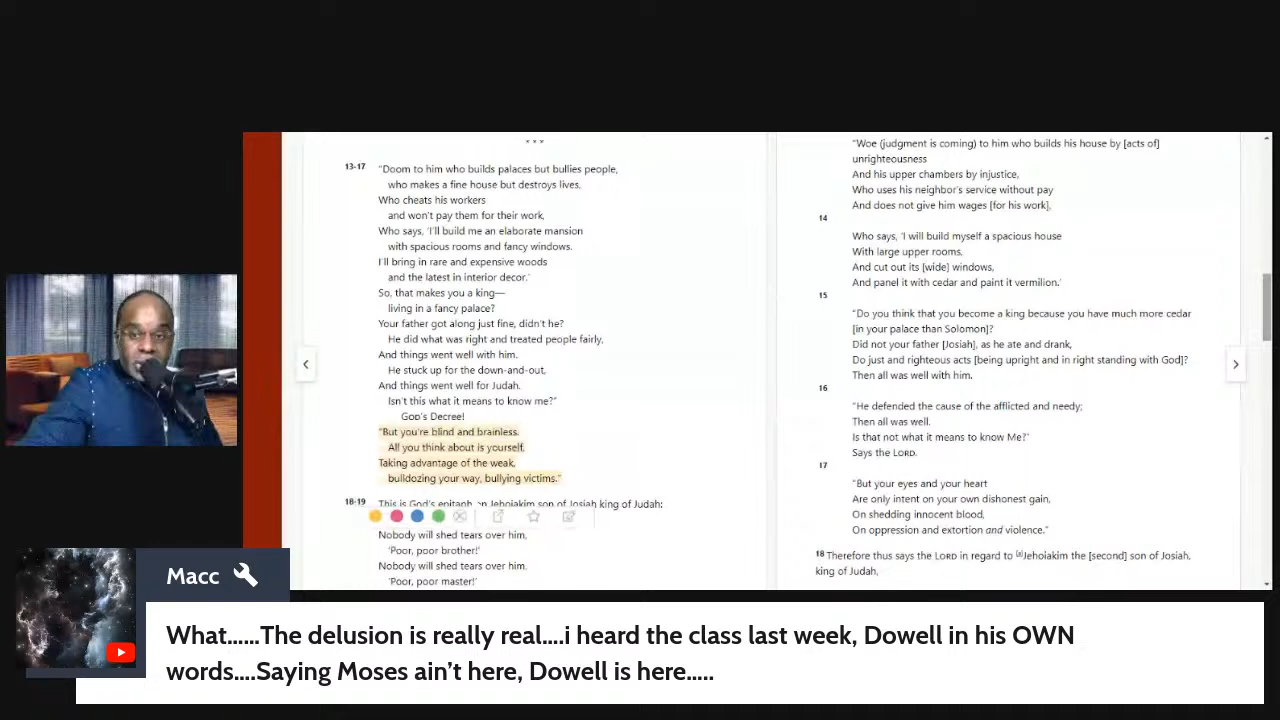 * * *
13-17 "Doom to him who builds palaces but bullies people,
who makes a fine house but destroys lives,
Who cheats his workers
and won't pay them for their work,
Who says, 'I'll build me an elaborate mansion
with spacious rooms and fancy windows.
I'll bring in rare and expensive woods
and the latest in interior decor.'
So, that makes you a king—
living in a fancy palace?
Your father got along just fine, didn't he?
He did what was right and treated people fairly,
And things went well with him.
He stuck up for the down-and-out,
And things went well for Judah.
Isn't this what it means to know me?"
GOD's Decree!
"But you're blind and brainless.
All you think about is yourself,
Taking advantage of the weak,
bulldozing your way, bullying victims."
18-19 This is God's epitaph on Jehoiakim son of Josiah king of Judah:
Nobody will shed tears over him,
'Poor, poor brother!'
Nobody will shed tears over him,
'Poor, poor master!'
"Woe (judgment is coming) to him who builds his house by [acts of]
unrighteousness
And his upper chambers by injustice,
Who uses his neighbor's service without pay
And does not give him wages [for his work],
14
Who says, 'I will build myself a spacious house
With large upper rooms,
And cut out its [wide] windows,
And panel it with cedar and paint it vermilion.'
15
"Do you think that you become a king because you have much more cedar
[in your palace than Solomon]?
Did not your father [Josiah], as he ate and drank,
Do just and righteous acts [being upright and in right standing with God]?
Then all was well with him.
16
"He defended the cause of the afflicted and needy;
Then all was well.
Is that not what it means to know Me?"
Says the LORD.
17
"But your eyes and your heart
Are only intent on your own dishonest gain,
On shedding innocent blood,
On oppression and extortion and violence."
18 Therefore thus says the LORD in regard to [a]Jehoiakim the [second] son of Josiah,
king of Judah,
Macc
What......The delusion is really real....i heard the class last week, Dowell in his OWN
words....Saying Moses ain't here, Dowell is here.....